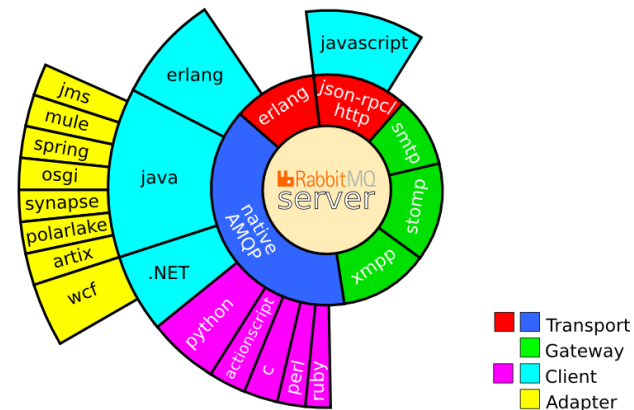 javascript
erlang
erlang
json-rpc/
http
jms
mule
spring
osgi
synapse
polarlake
artix
wcf
java
.NET
smtp
stomp
xmpp
RabbitMQ
server
native
AMQP
python
actionscript
c
perl
ruby
Transport
Gateway
Client
Adapter